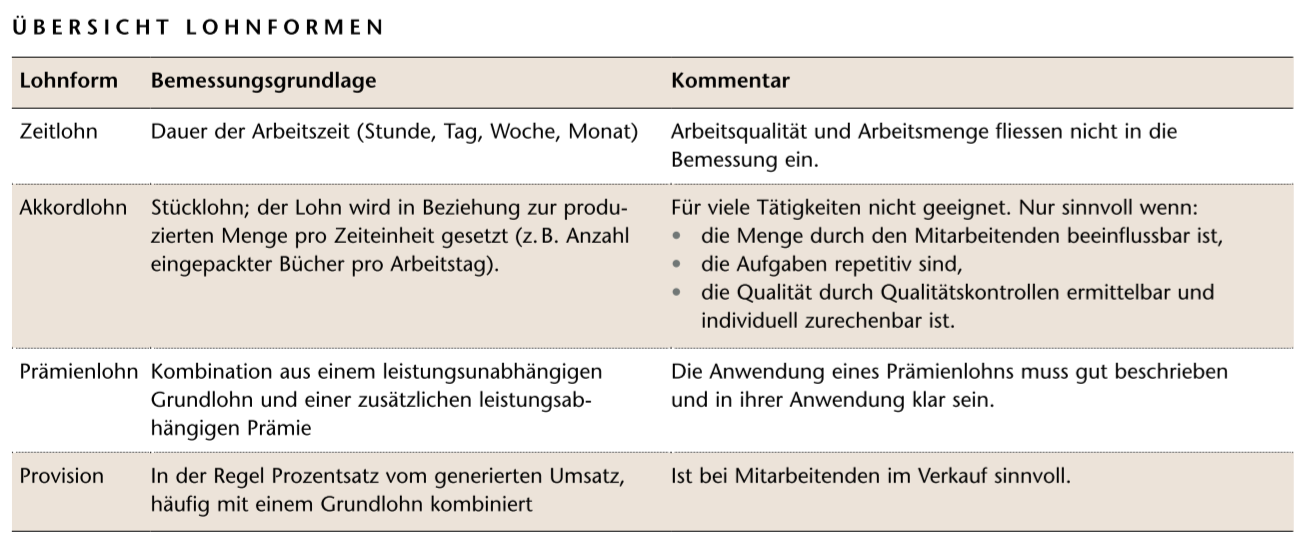 ÜBERSICHT LOHNFORMEN
Lohnform Bemessungsgrundlage Kommentar
Zeitlohn Dauer der Arbeitszeit (Stunde, Tag, Woche, Monat) Arbeitsqualität und Arbeitsmenge fliessen nicht in die
Bemessung ein.
Akkordlohn Stücklohn; der Lohn wird in Beziehung zur produ- Für viele Tätigkeiten nicht geeignet. Nur sinnvoll wenn:
zierten Menge pro Zeiteinheit gesetzt (z. B. Anzahl • die Menge durch den Mitarbeitenden beeinflussbar ist,
eingepackter Bücher pro Arbeitstag). • die Aufgaben repetitiv sind,
• die Qualität durch Qualitätskontrollen ermittelbar und
individuell zurechenbar ist.
Prämienlohn Kombination aus einem leistungsunabhängigen Die Anwendung eines Prämienlohns muss gut beschrieben
Grundlohn und einer zusätzlichen leistungsab- und in ihrer Anwendung klar sein.
hängigen Prämie
Provision In der Regel Prozentsatz vom generierten Umsatz, Ist bei Mitarbeitenden im Verkauf sinnvoll.
häufig mit einem Grundlohn kombiniert